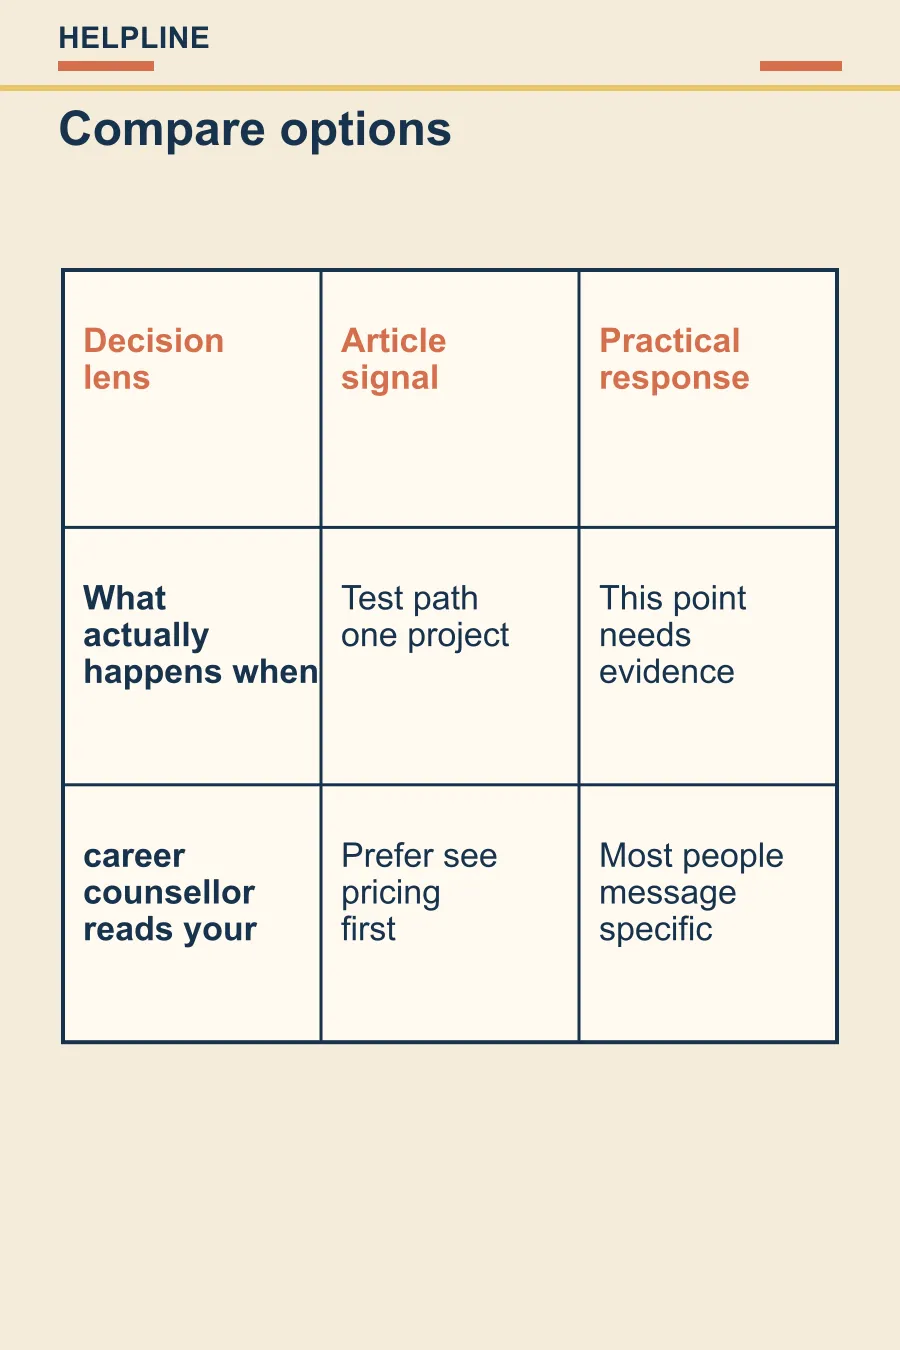 HELPLINE
Compare options
Decision
lens
Article
signal
Practical
response
What
actually
happens when
Test path
one project
This point
needs
evidence
career
counsellor
reads your
Prefer see
pricing
first
Most people
message
specific